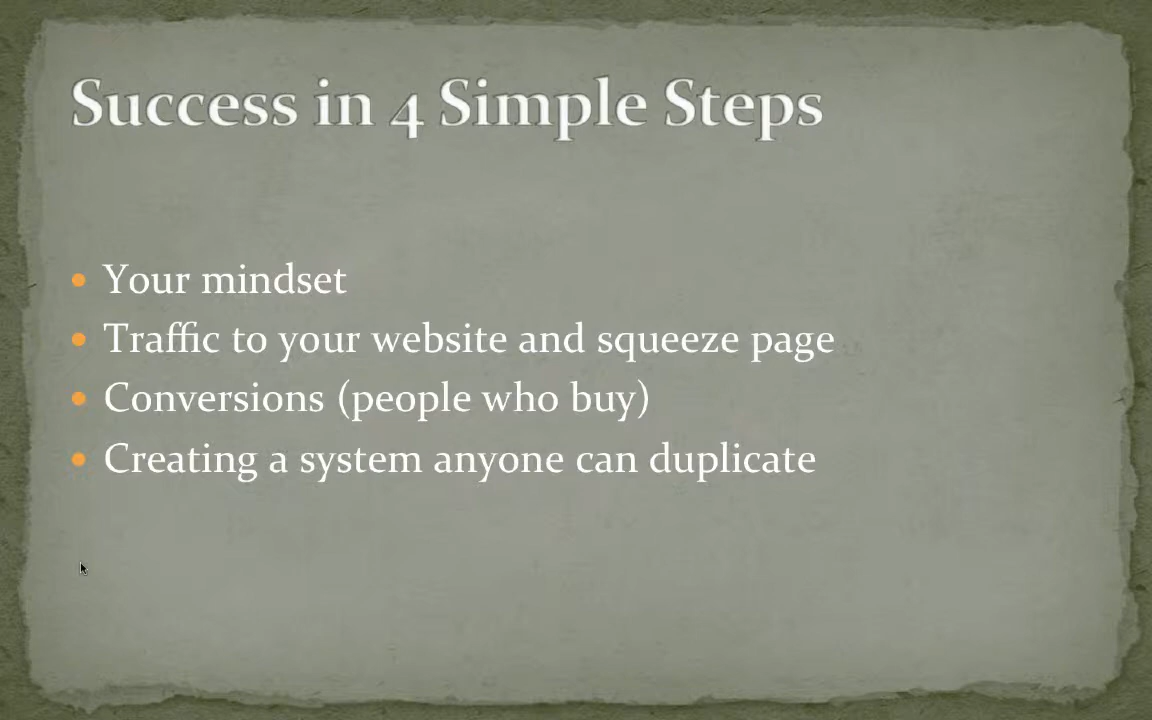 Success in 4 Simple Steps
• Your mindset
• Traffic to your website and squeeze page
• Conversions (people who buy)
• Creating a system anyone can duplicate